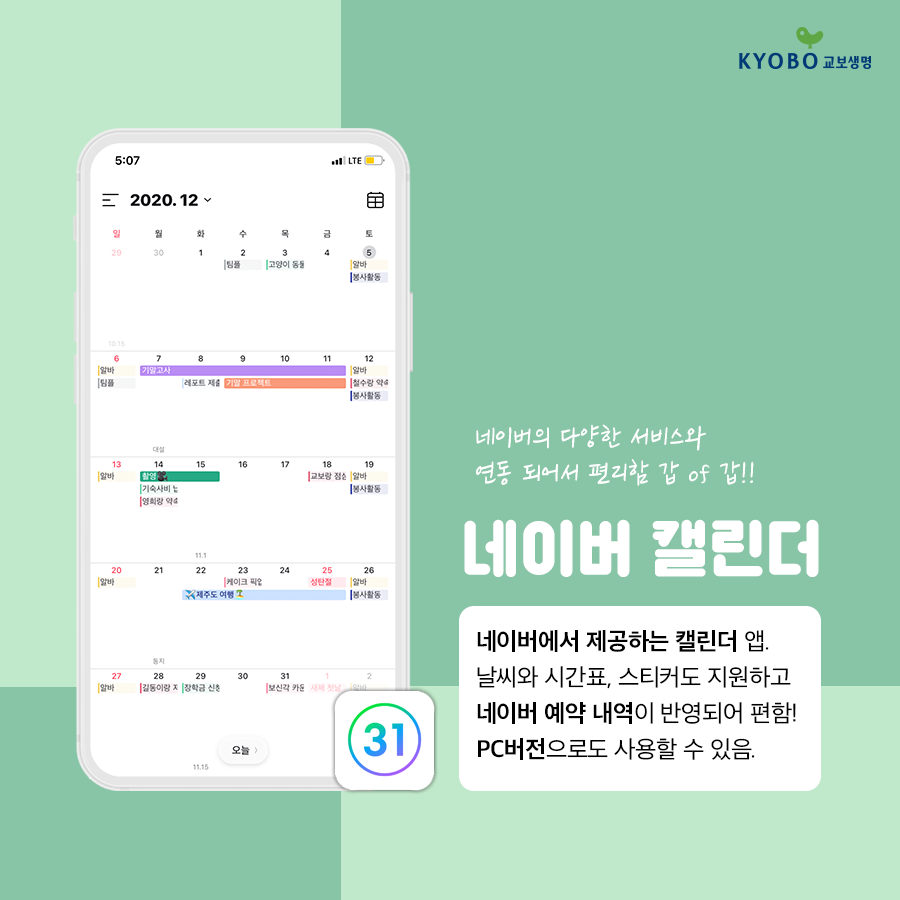 KYOBO 교보생명
5:07
LTE
2020. 12
일 월 화 수 목 금 토
29 30 1 2 3 4 5
팀플 고양이 동물 알바
봉사활동
10.15
6 7 8 9 10 11 12
알바 기말고사 알바
팀플 레포트 제출 기말 프로젝트 철수랑 약속
봉사활동
대설
13 14 15 16 17 18 19
알바 촬영 교보랑 점심 알바
기숙사비 봉사활동
영희랑 약속
11.1
20 21 22 23 24 25 26
알바 케이크 픽업 성탄절 알바
제주도 여행 봉사활동
동지
27 28 29 30 31 1 2
알바 길동이랑 장학금 신청 보신각 카운 새해 첫날 알바
오늘
11.15
31
네이버의 다양한 서비스와
연동 되어서 편리함 갑 of 갑!!
네이버 캘린더
네이버에서 제공하는 캘린더 앱.
날씨와 시간표, 스티커도 지원하고
네이버 예약 내역이 반영되어 편함!
PC버전으로도 사용할 수 있음.